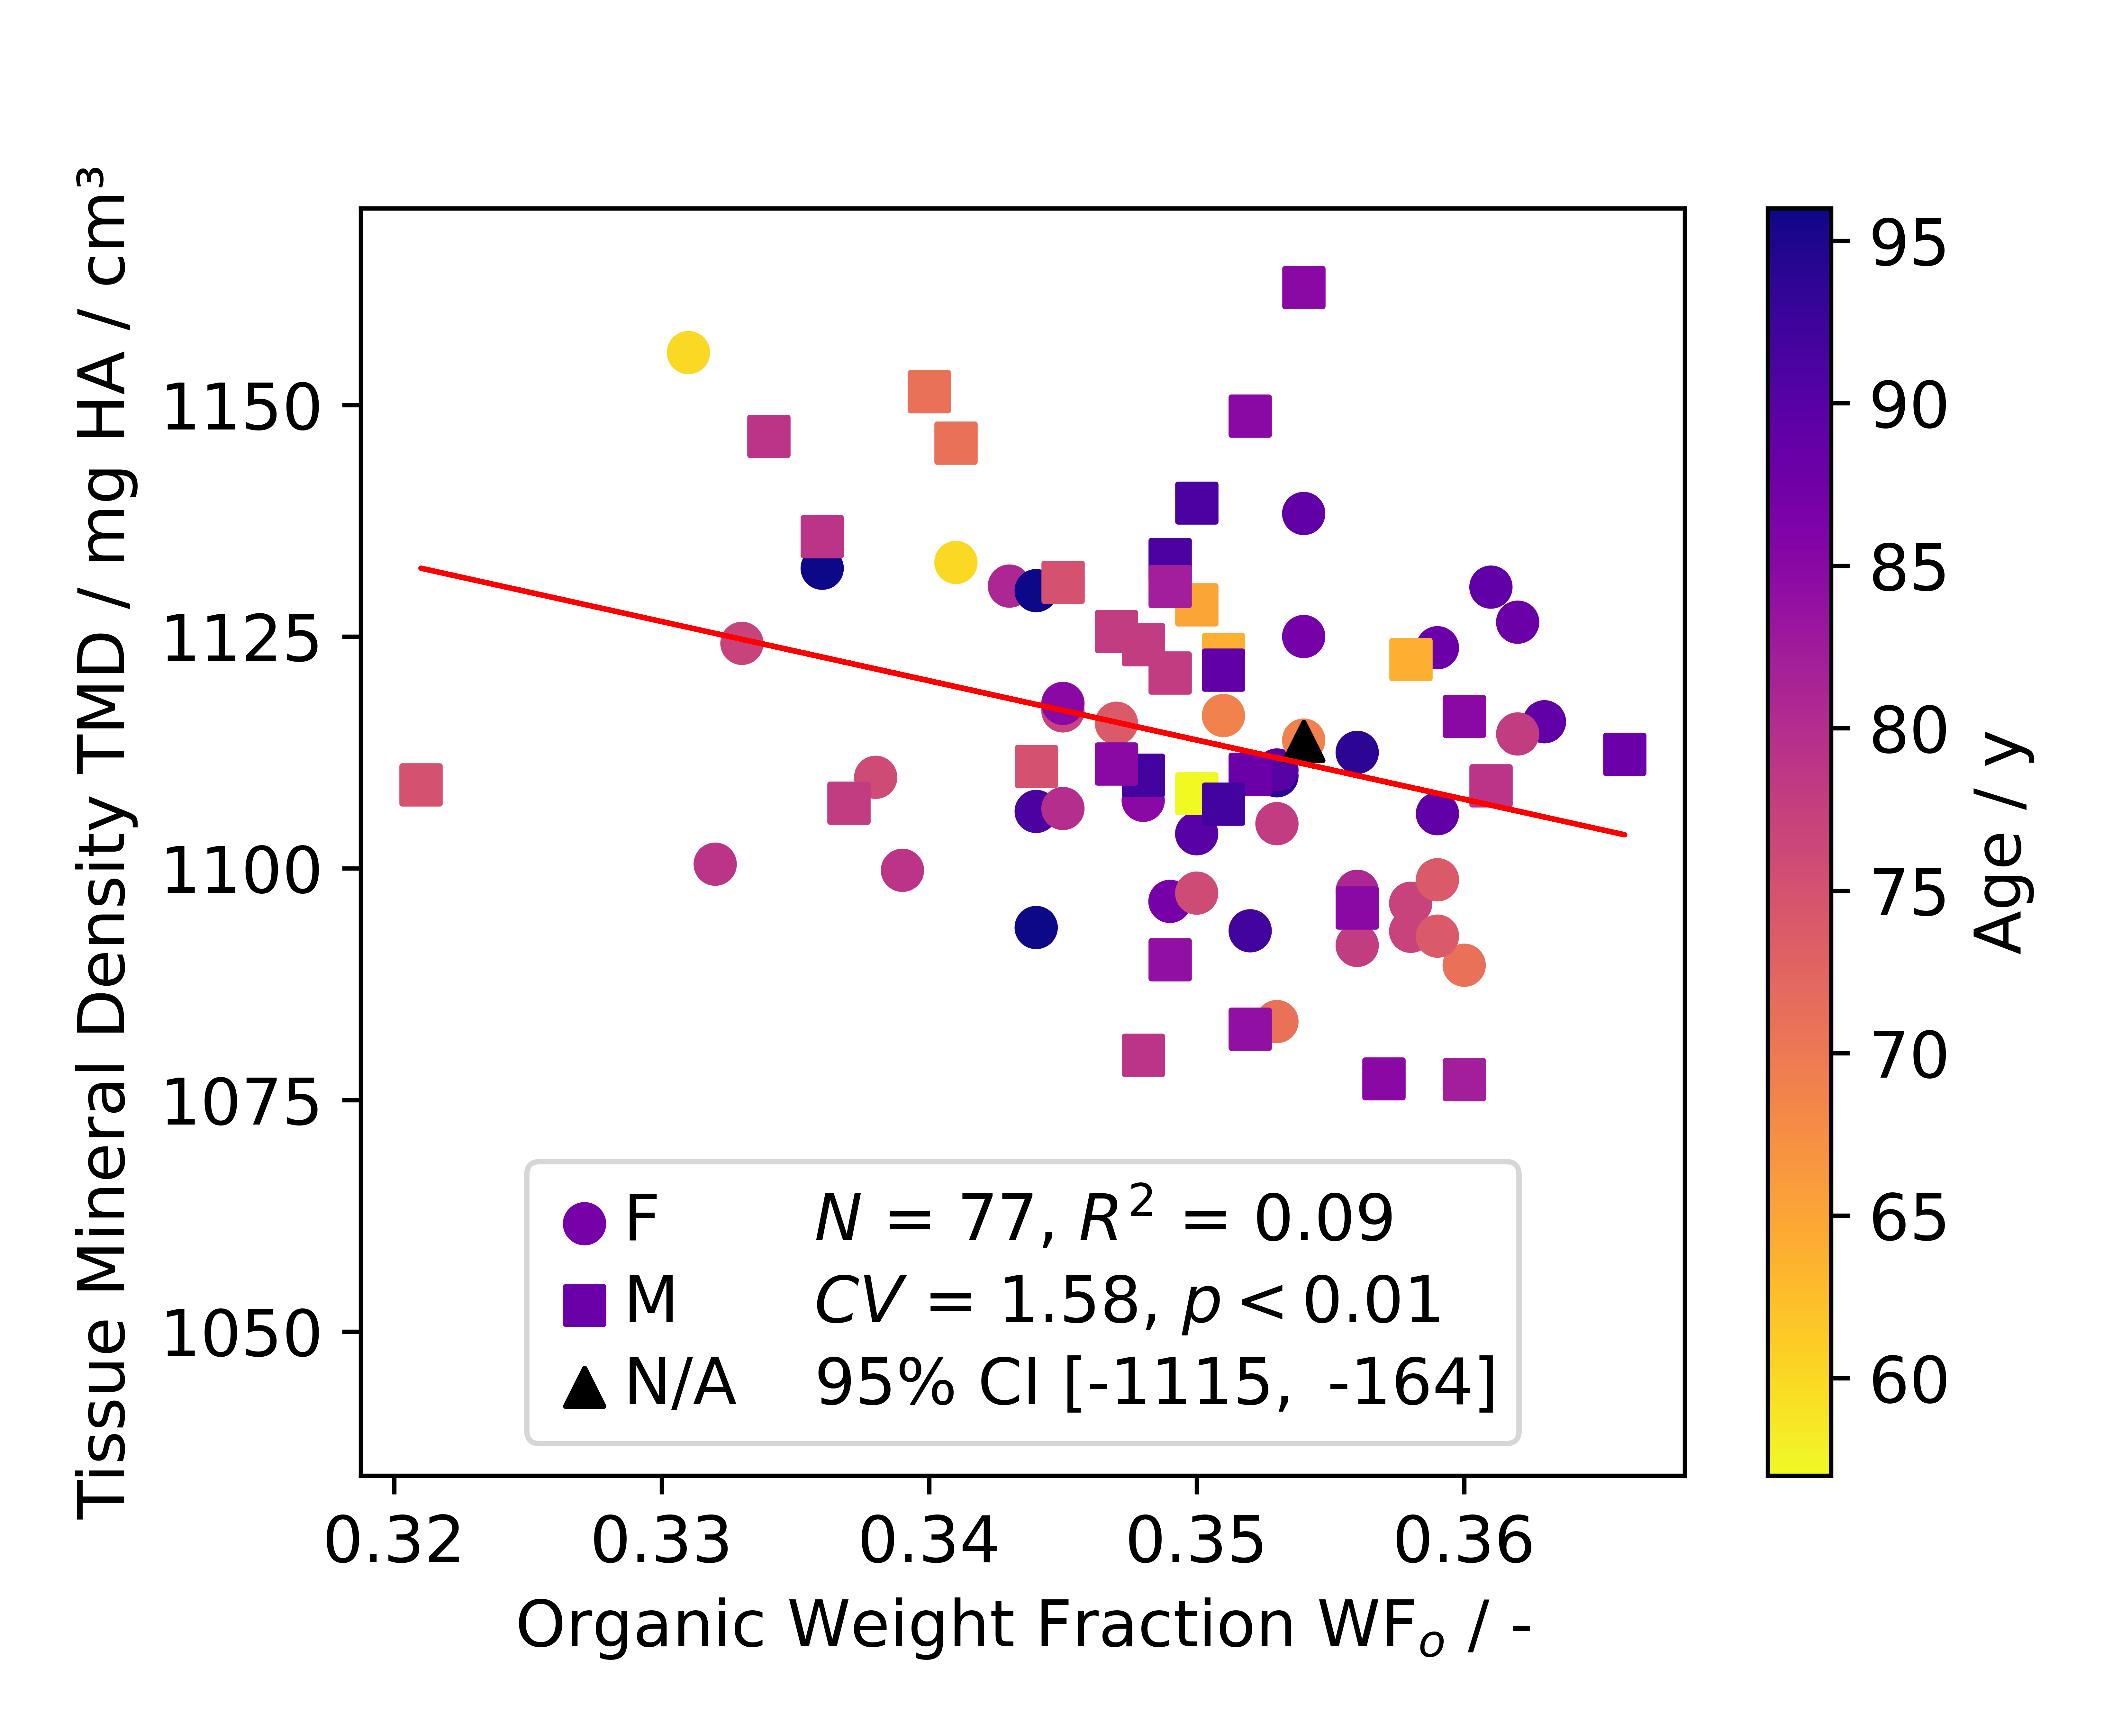 Tissue Mineral Density TMD / mg HA / cm³
1150
1125
1100
1075
1050
F N = 77, R² = 0.09
M CV = 1.58, p < 0.01
N/A 95% CI [-1115, -164]
0.32 0.33 0.34 0.35 0.36
Organic Weight Fraction WFₒ / -
95
90
85
80
75
70
65
60
Age / y